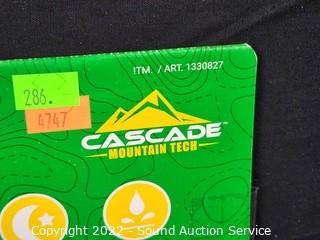 ITM. / ART. 1330827
286.
4747
CASCADE
MOUNTAIN TECH
Copyright 2022 - Sound Auction Service